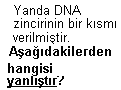 Yanda DNA
zincirinin bir kısmı
verilmiştir.
Aşağıdakilerden
hangisi
yanlıştır?